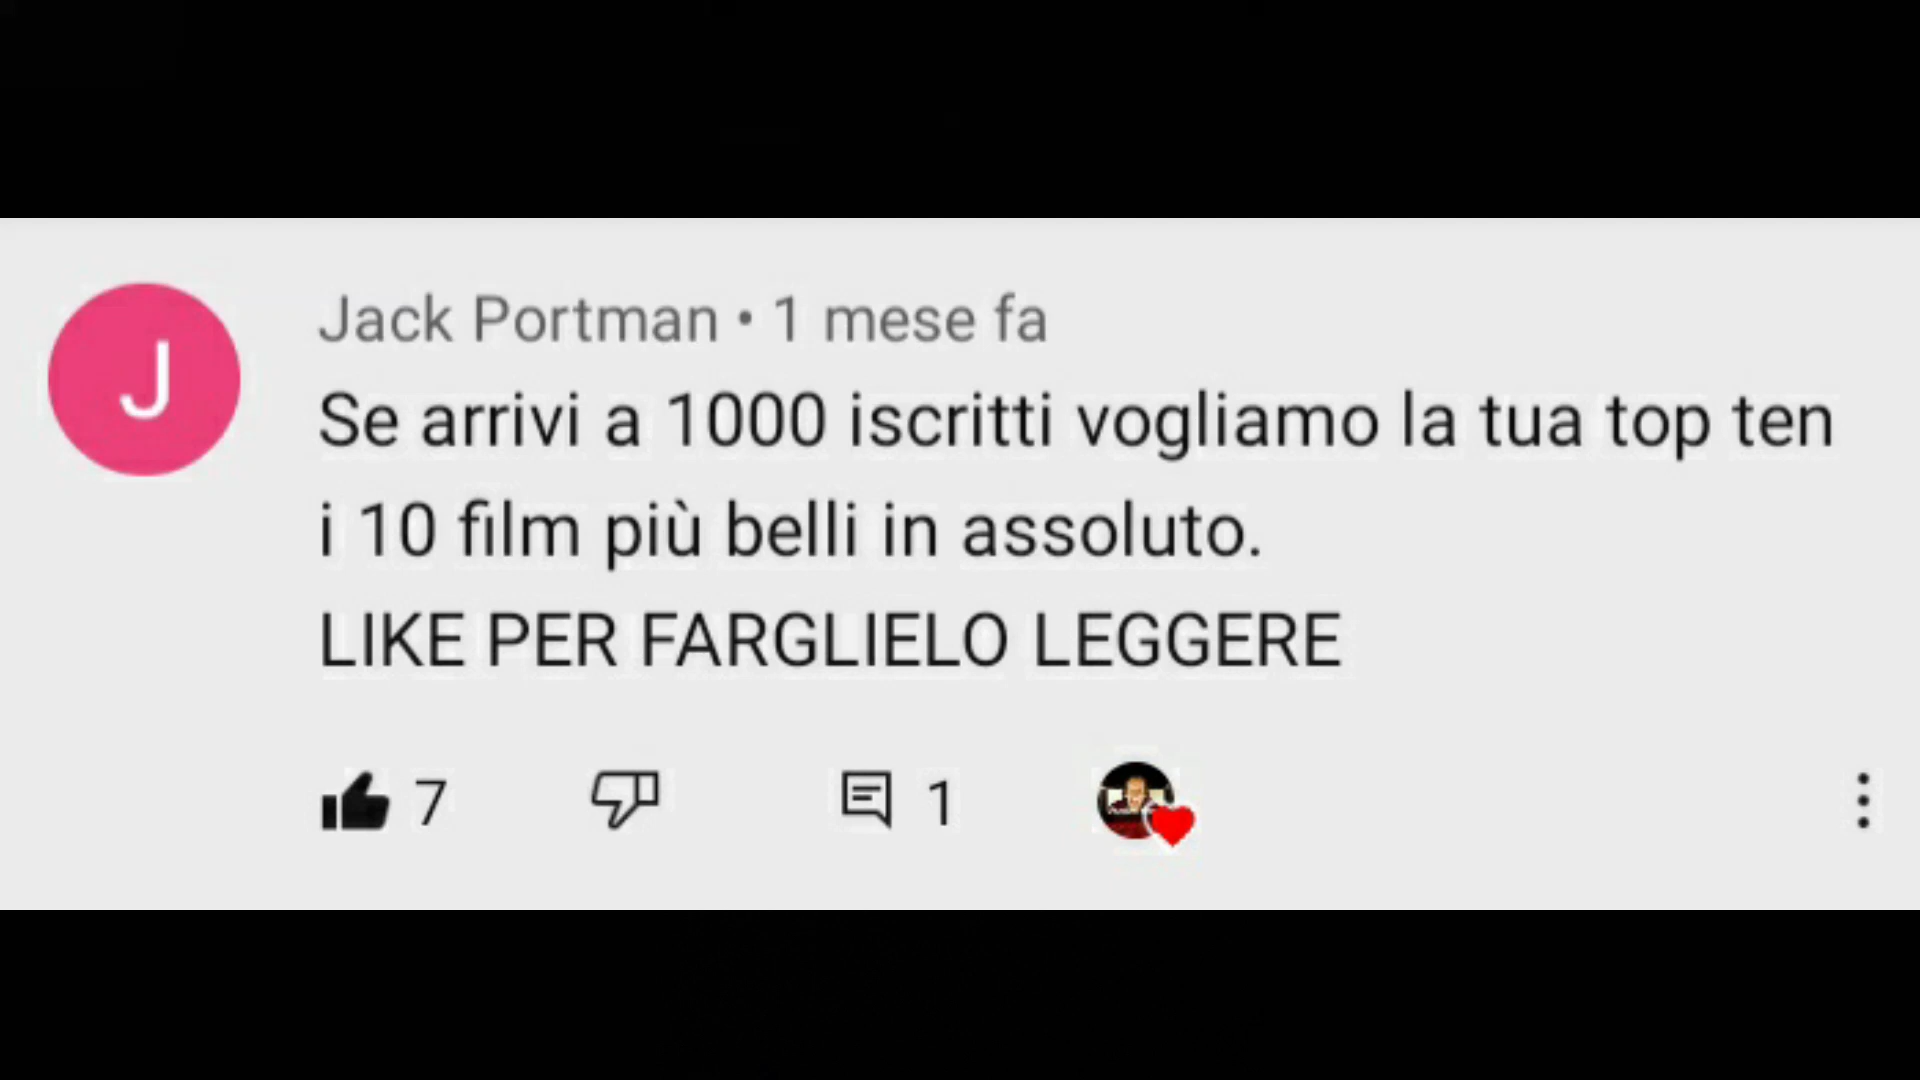 J
Jack Portman • 1 mese fa
Se arrivi a 1000 iscritti vogliamo la tua top ten
i 10 film più belli in assoluto.
LIKE PER FARGLIELO LEGGERE
7 1